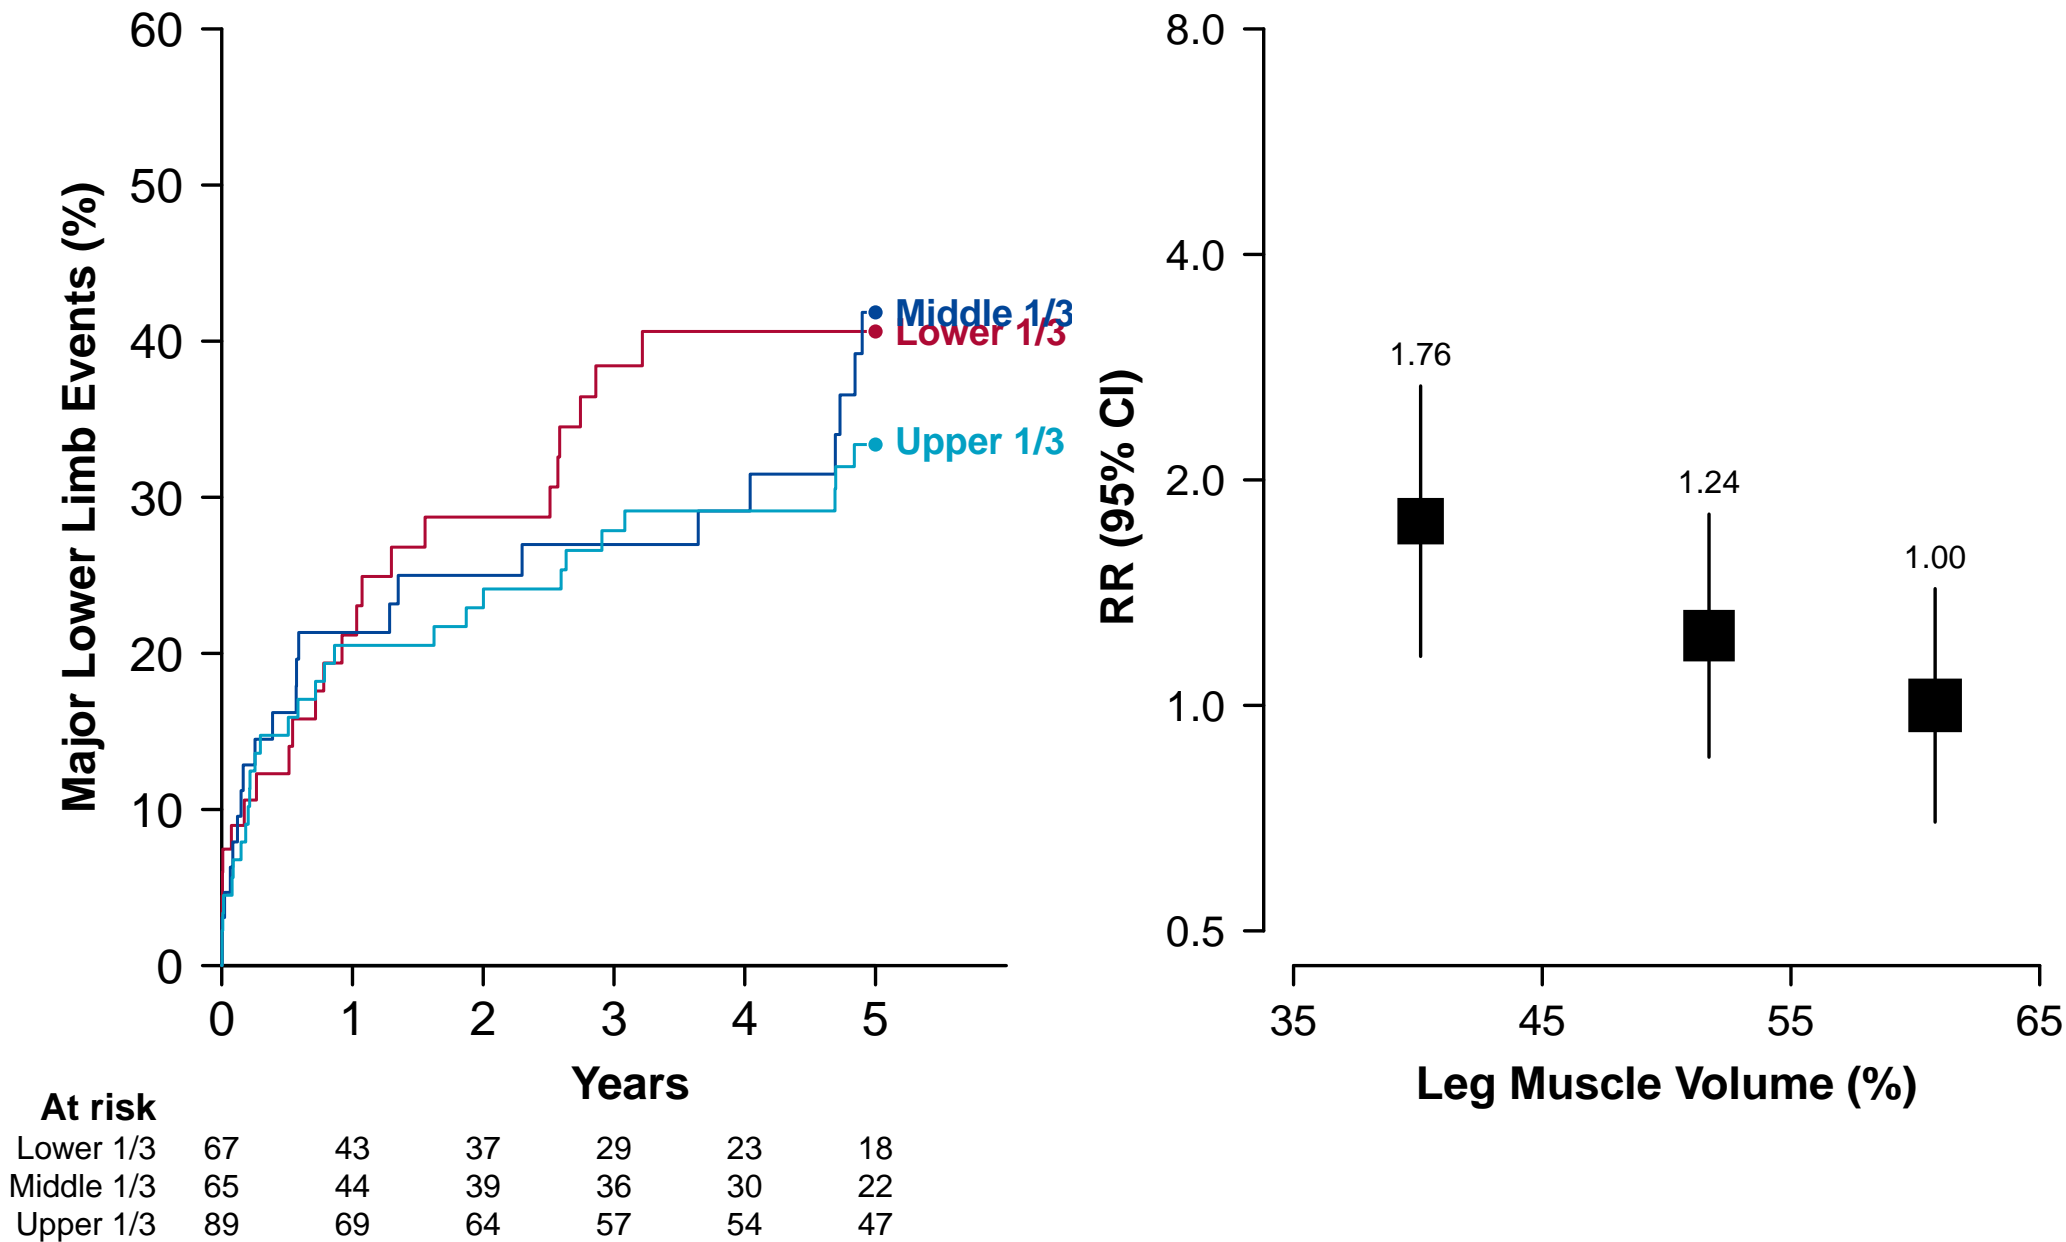 Major Lower Limb Events (%)
60
50
40
30
20
10
0
Middle 1/3
Lower 1/3
Upper 1/3
0 1 2 3 4 5
Years
At risk
Lower 1/3 67 43 37 29 23 18
Middle 1/3 65 44 39 36 30 22
Upper 1/3 89 69 64 57 54 47
RR (95% CI)
8.0
4.0
2.0
1.0
0.5
1.76
1.24
1.00
35 45 55 65
Leg Muscle Volume (%)